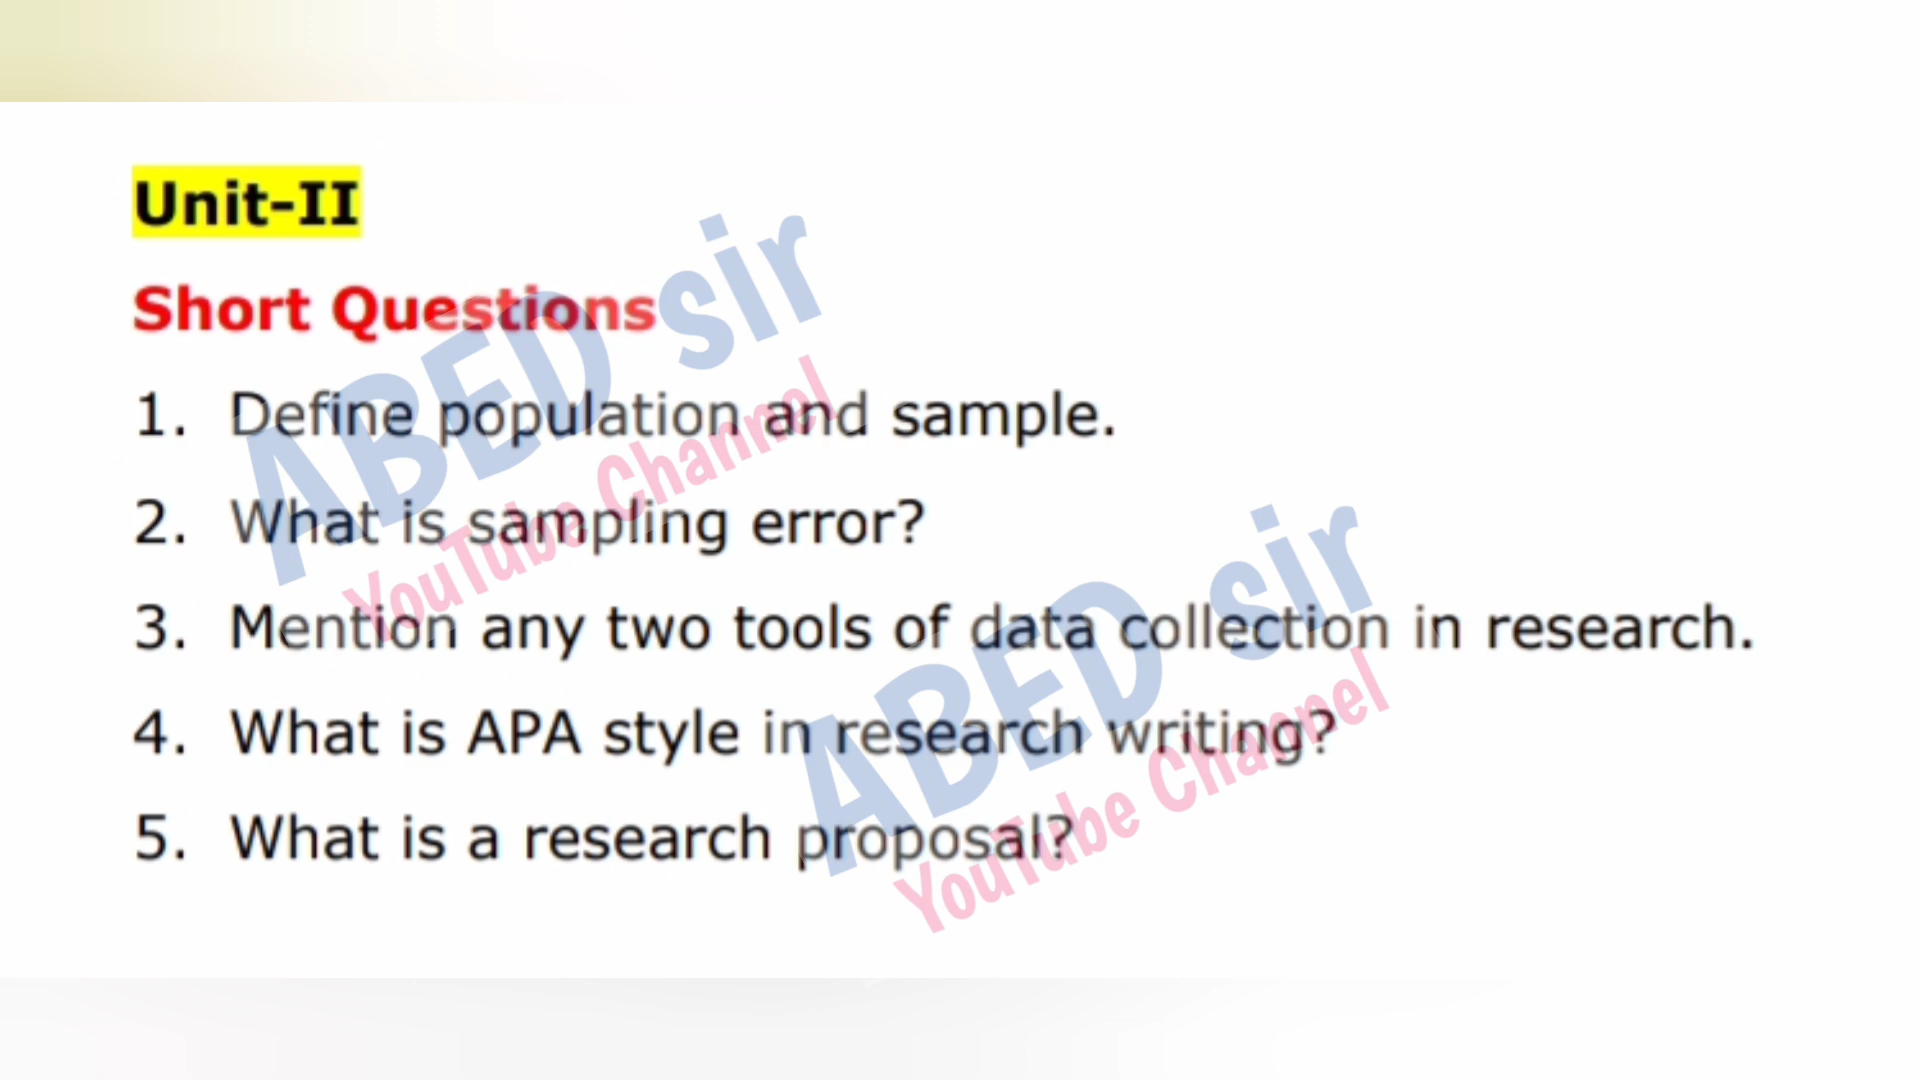 Unit-II
Short Questions
1. Define population and sample.
2. What is sampling error?
3. Mention any two tools of data collection in research.
4. What is APA style in research writing?
5. What is a research proposal?
ABED sir
YouTube Channel
ABED sir
YouTube Channel